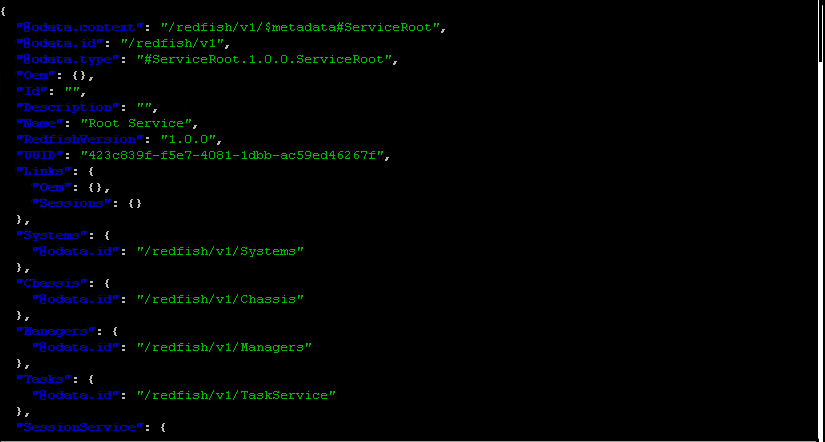 {
"@odata.context": "/redfish/v1/$metadata#ServiceRoot",
"@odata.id": "/redfish/v1",
"@odata.type": "#ServiceRoot.1.0.0.ServiceRoot",
"Oem": {},
"Id": "",
"Description": "",
"Name": "Root Service",
"RedfishVersion": "1.0.0",
"UUID": "423c839f-f5e7-4081-1dbb-ac59ed46267f",
"Links": {
"Oem": {},
"Sessions": {}
},
"Systems": {
"@odata.id": "/redfish/v1/Systems"
},
"Chassis": {
"@odata.id": "/redfish/v1/Chassis"
},
"Managers": {
"@odata.id": "/redfish/v1/Managers"
},
"Tasks": {
"@odata.id": "/redfish/v1/TaskService"
},
"SessionService": {